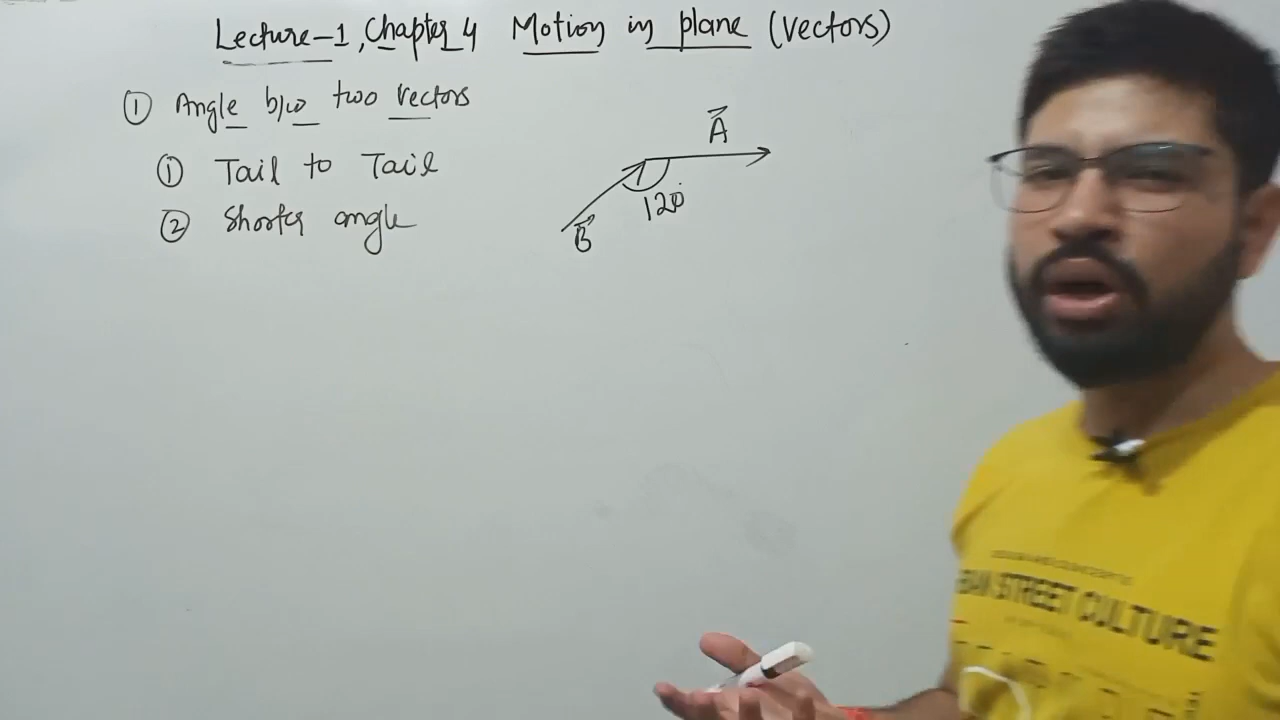 Lecture-1, Chapter 4 Motion in plane (vectors)
① Angle b/w two vectors
① Tail to Tail
② Shorter angle
A⃗
120°
B⃗
STREET CULTURE